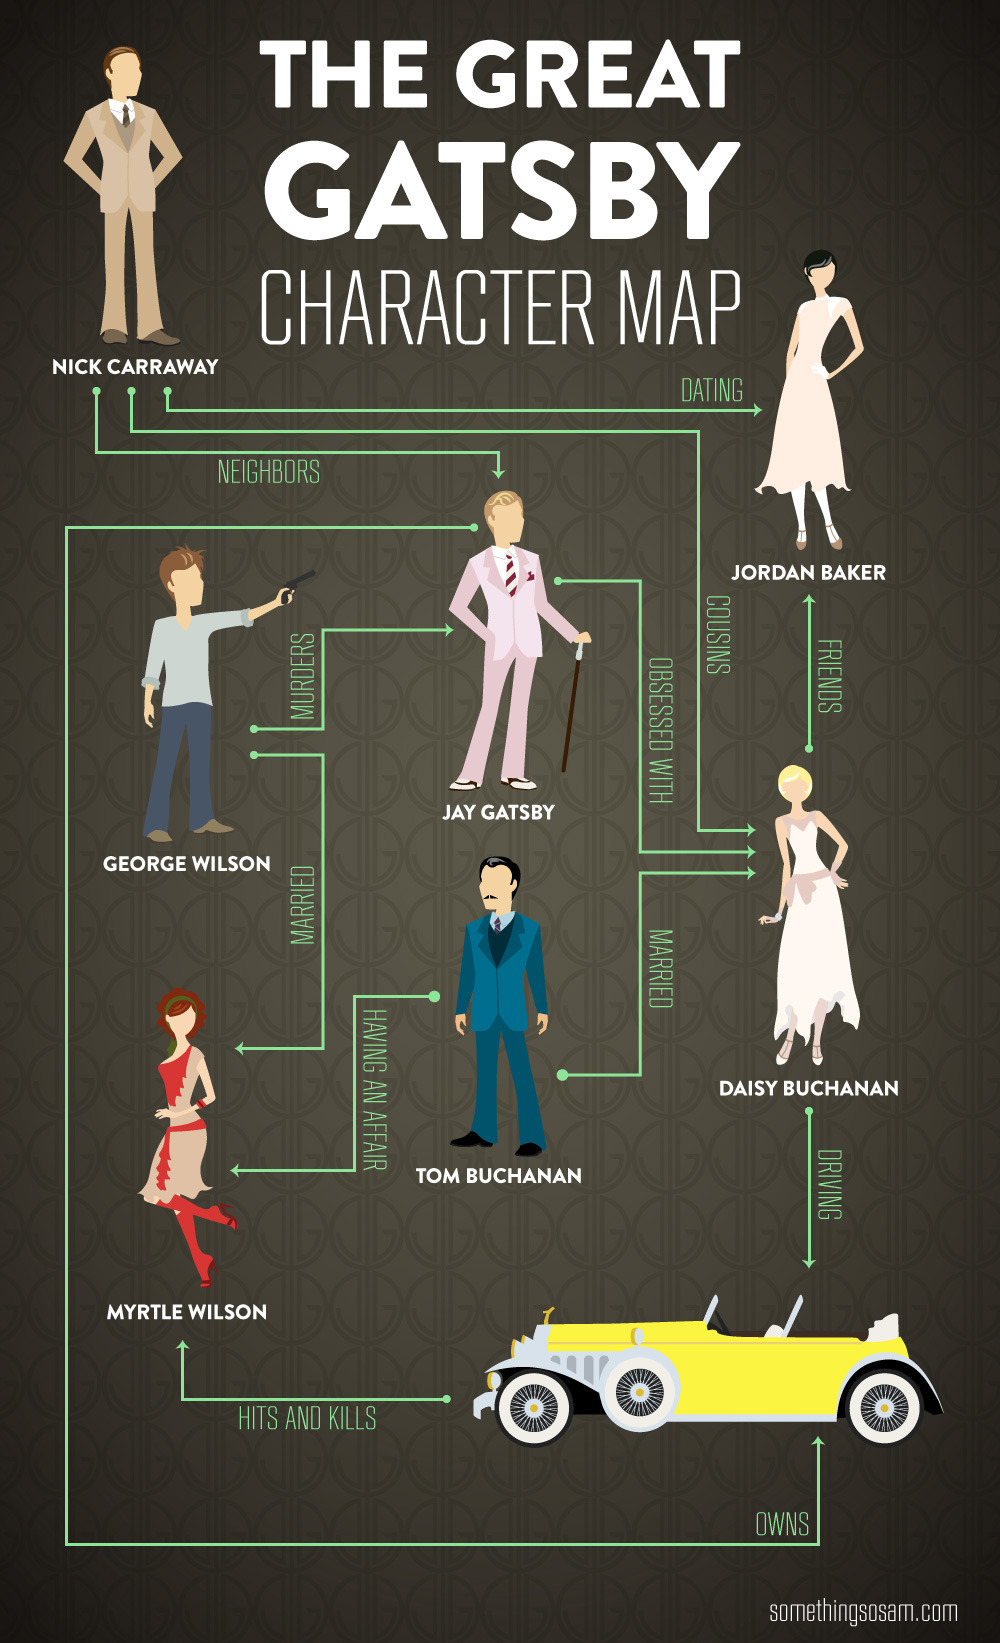 THE GREAT
GATSBY
CHARACTER MAP
NICK CARRAWAY
DATING
NEIGHBORS
JORDAN BAKER
COUSINS
FRIENDS
MURDERS
OBSESSED WITH
JAY GATSBY
GEORGE WILSON
MARRIED
MARRIED
HAVING AN AFFAIR
DAISY BUCHANAN
TOM BUCHANAN
DRIVING
MYRTLE WILSON
HITS AND KILLS
OWNS
somethingsosam.com